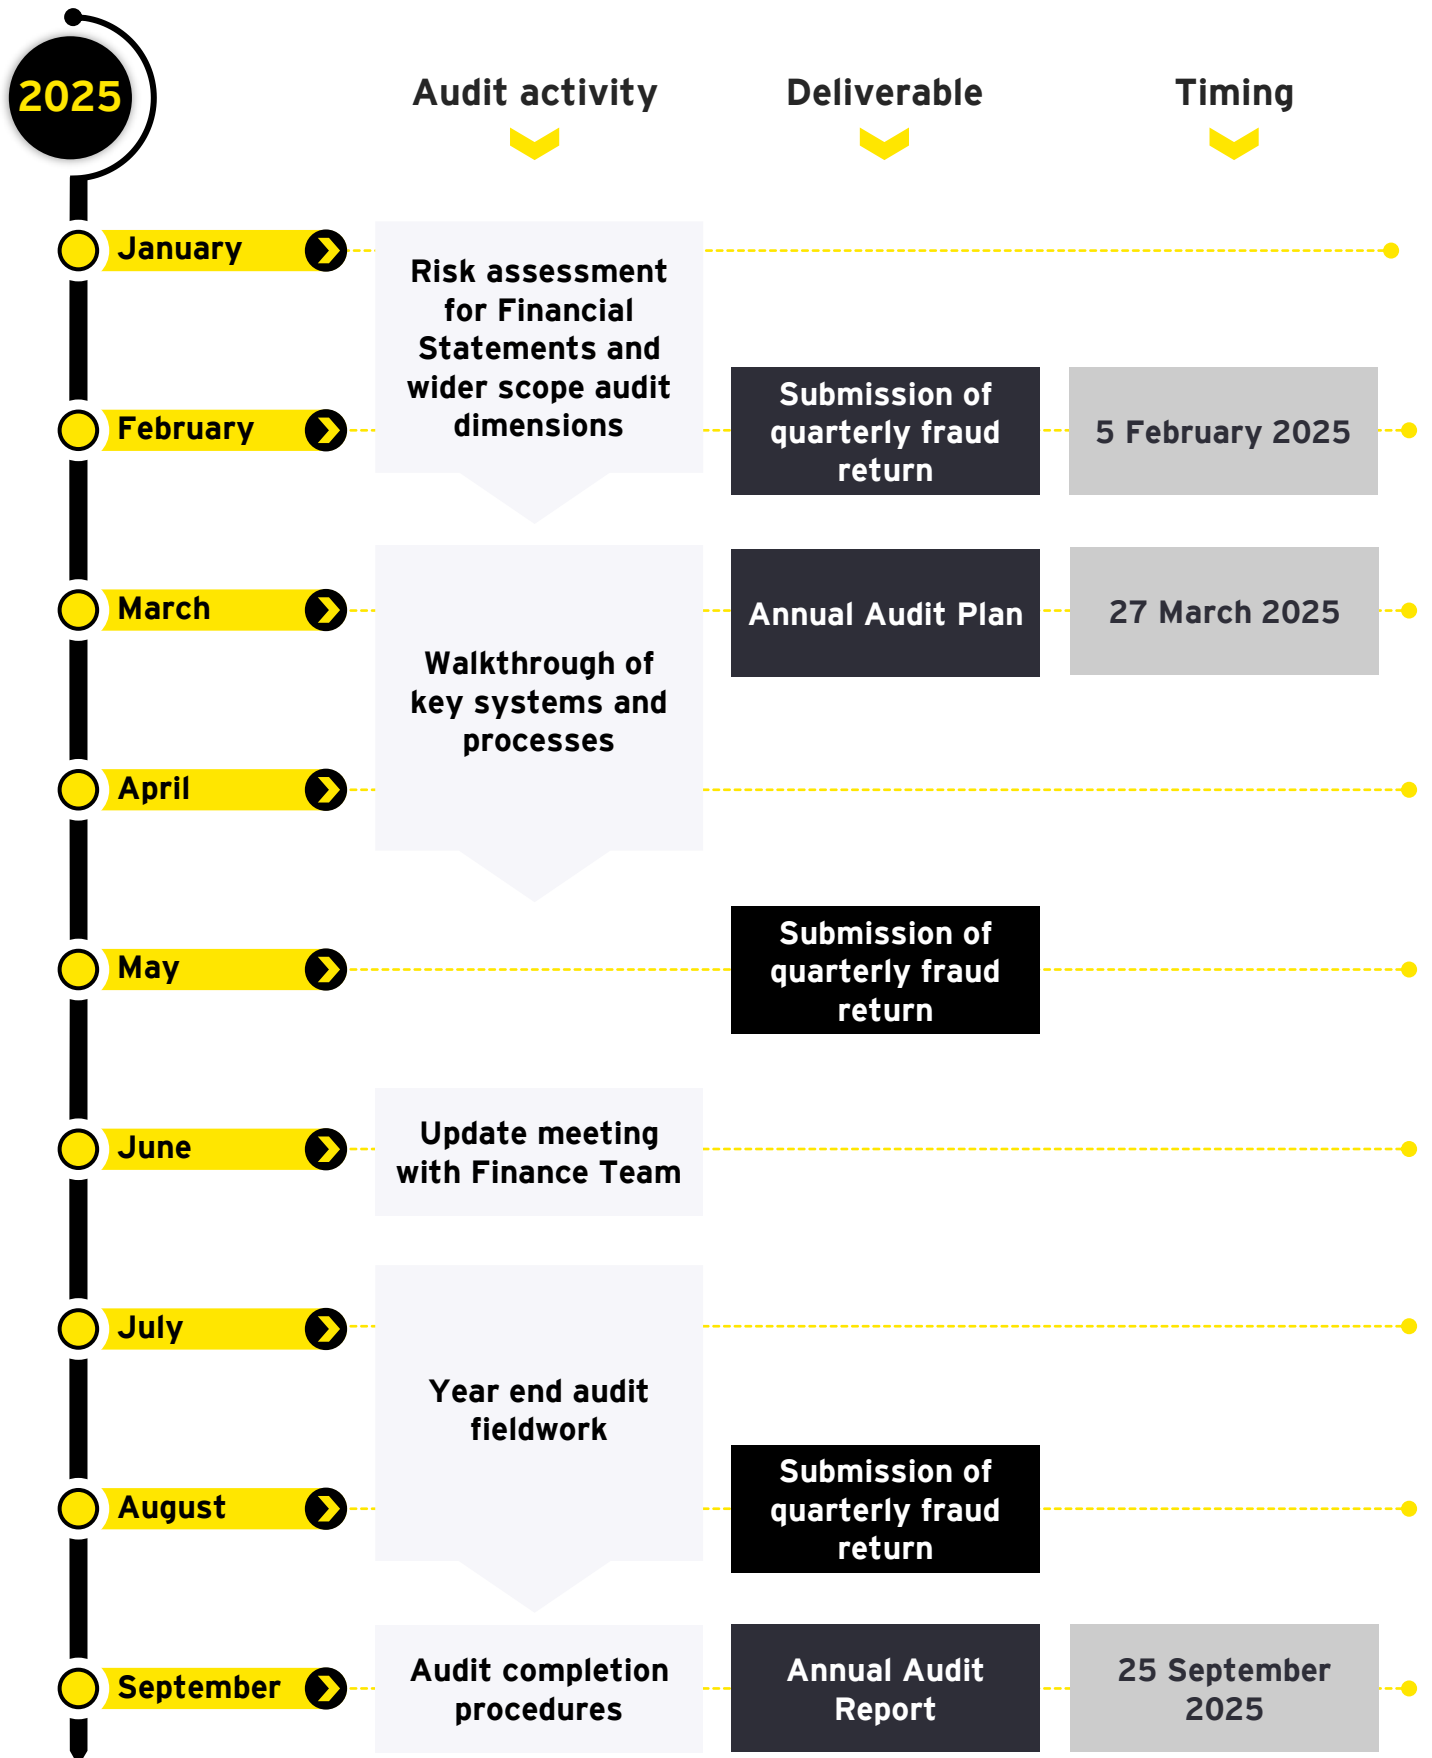 2025
Audit activity
Deliverable
Timing
January
Risk assessment
for Financial
Statements and
wider scope audit
dimensions
February
Submission of
quarterly fraud
return
5 February 2025
March
Annual Audit Plan
27 March 2025
Walkthrough of
key systems and
processes
April
May
Submission of
quarterly fraud
return
June
Update meeting
with Finance Team
July
Year end audit
fieldwork
August
Submission of
quarterly fraud
return
September
Audit completion
procedures
Annual Audit
Report
25 September
2025